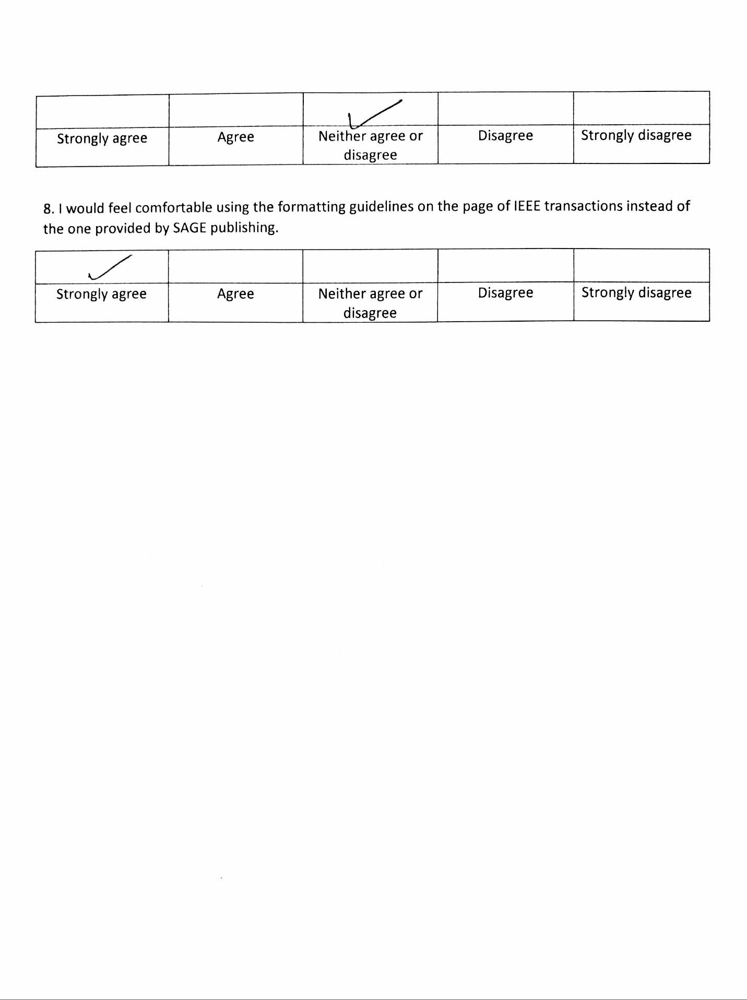 Strongly agree Agree Neither agree or Disagree Strongly disagree
disagree
8. I would feel comfortable using the formatting guidelines on the page of IEEE transactions instead of
the one provided by SAGE publishing.
Strongly agree Agree Neither agree or Disagree Strongly disagree
disagree